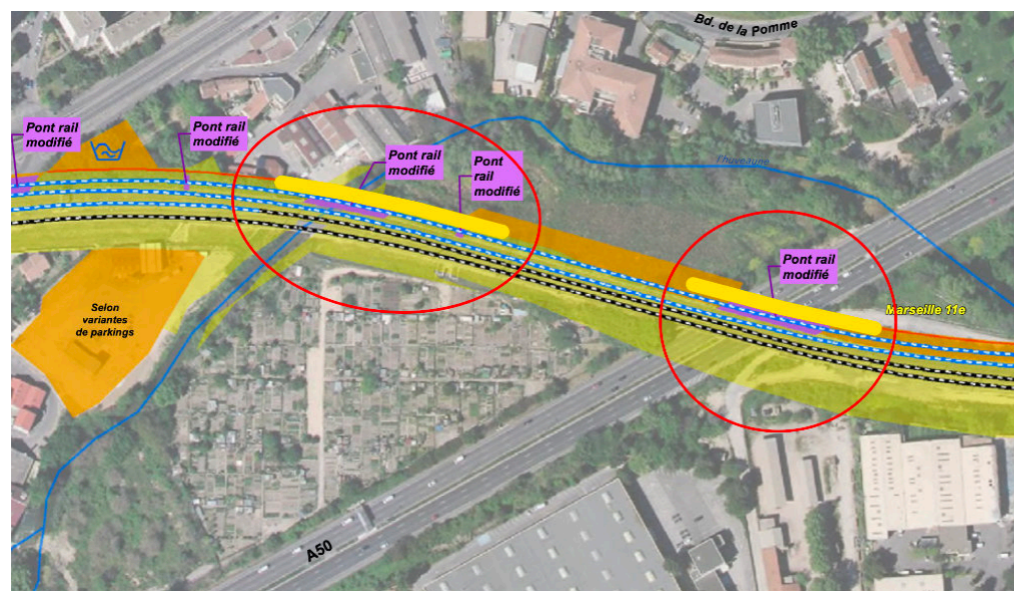 Bd. de la Pomme
Pont rail
modifié
Pont rail
modifié
Pont rail
modifié
Pont
rail
modifié
Huveaune
Pont rail
modifié
Marseille 11e
Selon
variantes
de parkings
A50